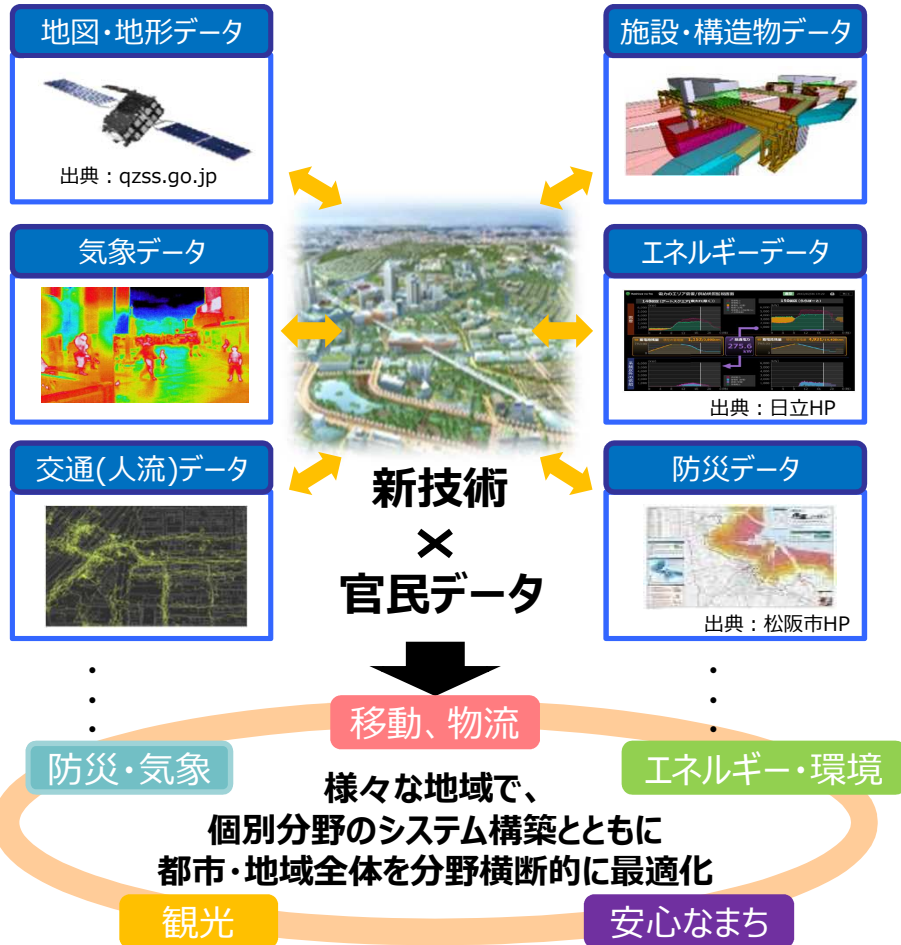 地図・地形データ
出典：qzss.go.jp
施設・構造物データ
気象データ
エネルギーデータ
275.6
出典：日立HP
交通(人流)データ
防災データ
出典：松阪市HP
新技術
×
官民データ
移動、物流
防災・気象
エネルギー・環境
様々な地域で、
個別分野のシステム構築とともに
都市・地域全体を分野横断的に最適化
観光
安心なまち